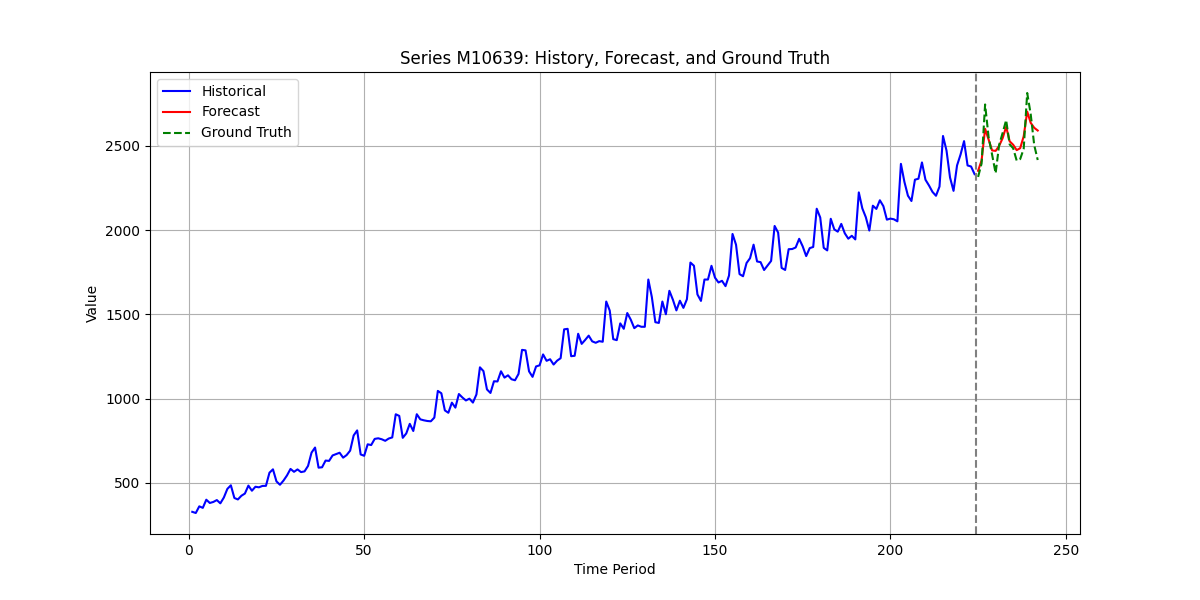 Series M10639: History, Forecast, and Ground Truth
Historical
Forecast
Ground Truth
2500
2000
1500
1000
500
Value
0 50 100 150 200 250
Time Period